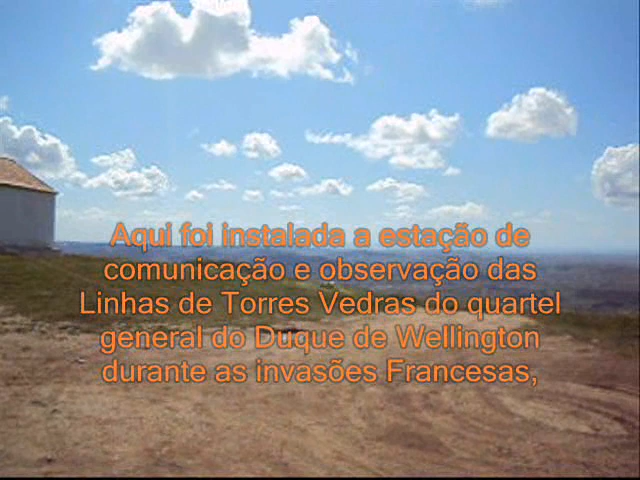 Aqui foi instalada a estação de
comunicação e observação das
Linhas de Torres Vedras do quartel
general do Duque de Wellington
durante as invasões Francesas,